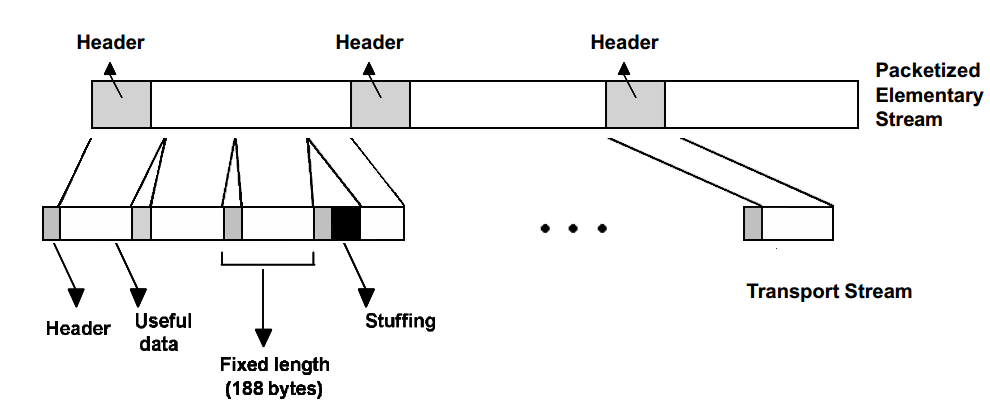 Header
Header
Header
Packetized
Elementary
Stream
Transport Stream
Header
Useful
data
Stuffing
Fixed length
(188 bytes)